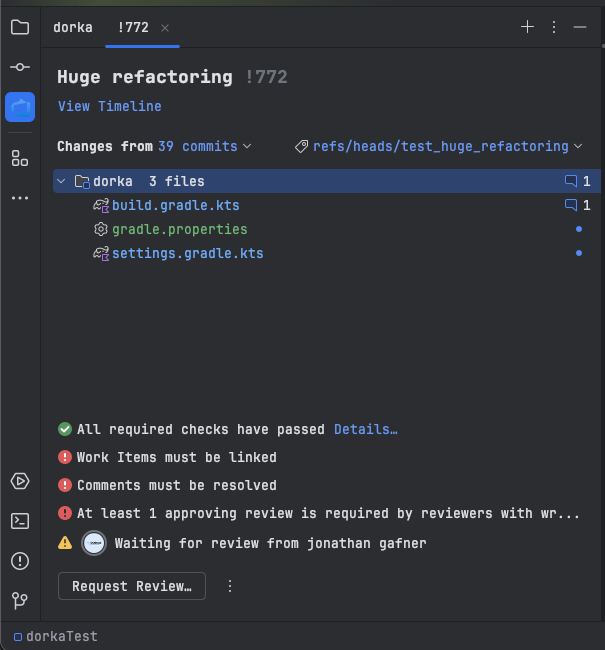 dorka !772
Huge refactoring !772
View Timeline
Changes from 39 commits refs/heads/test_huge_refactoring
dorka 3 files 1
build.gradle.kts 1
gradle.properties
settings.gradle.kts
All required checks have passed Details…
Work Items must be linked
Comments must be resolved
At least 1 approving review is required by reviewers with wr...
Waiting for review from jonathan gafner
Request Review…
dorkaTest